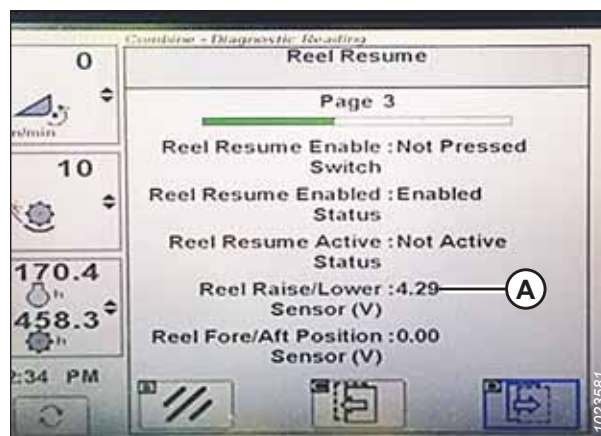 Combine - Diagnostic Reading
Reel Resume
Page 3
Reel Resume Enable :Not Pressed
Switch
Reel Resume Enabled :Enabled
Status
Reel Resume Active :Not Active
Status
Reel Raise/Lower :4.29
Sensor (V)
A
Reel Fore/Aft Position :0.00
Sensor (V)
0
n/min
10
170.4
h
458.3
h
2:34 PM
1023581